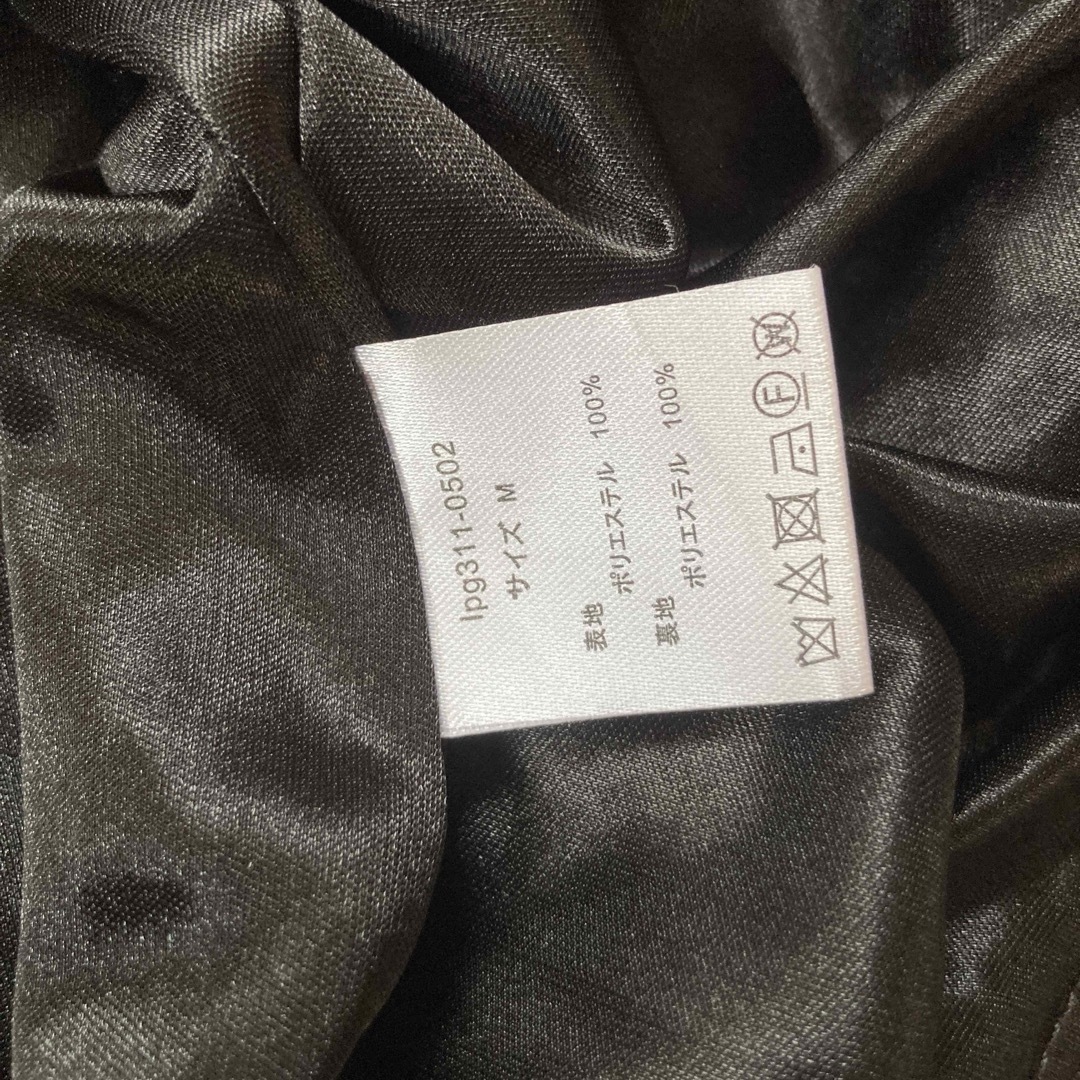 lpg311-0502
サイズ M
表地
ポリエステル 100%
裏地
ポリエステル 100%
F
W